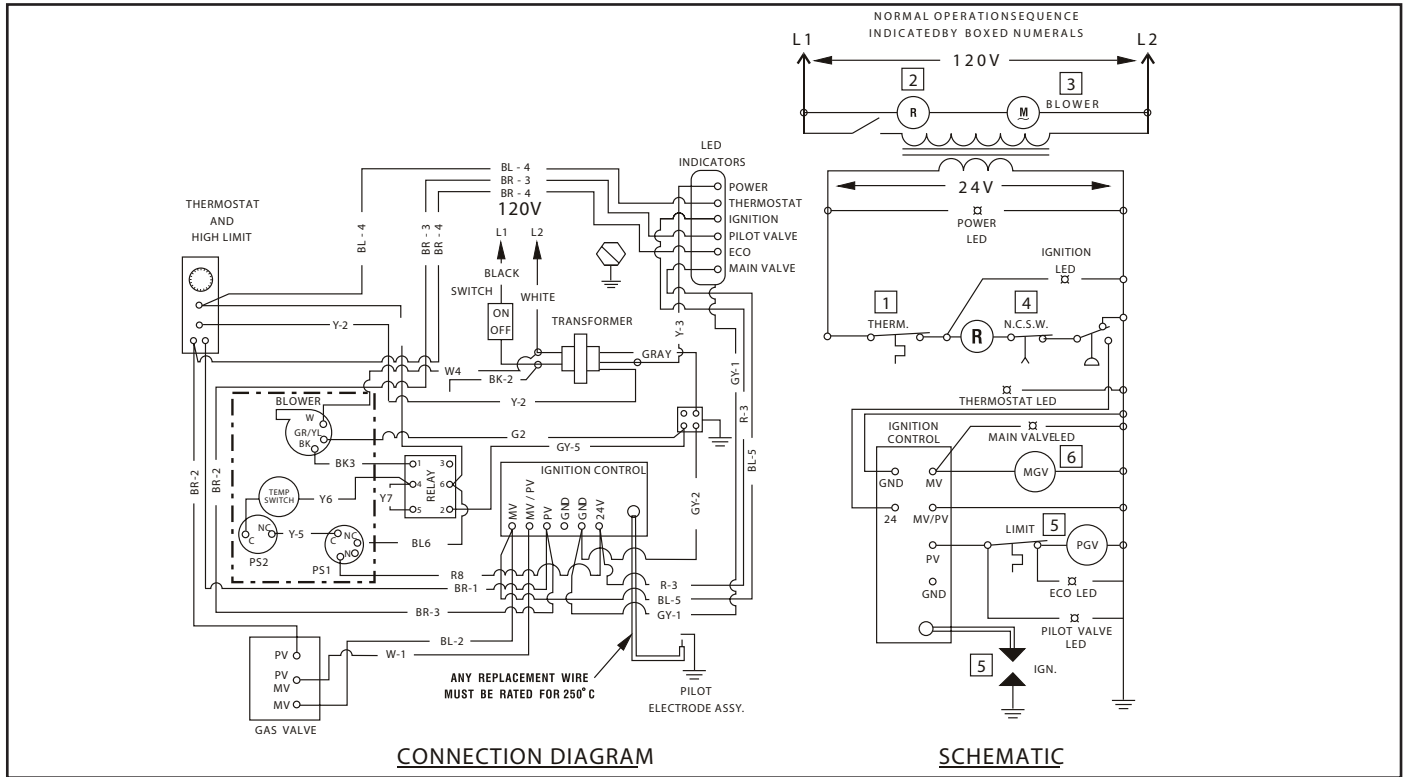 NORMAL OPERATIONSEQUENCE
INDICATEDBY BOXED NUMERALS
L1
L2
120V
2
3
R
M
BLOWER
24V
POWER
LED
IGNITION
LED
1
4
THERM.
R
N.C.S.W.
THERMOSTAT LED
IGNITION
CONTROL
MAIN VALVELED
6
GND
MV
MGV
24
MV/PV
LIMIT
5
PV
PGV
GND
ECO LED
PILOT VALVE
LED
5
IGN.
SCHEMATIC
LED
INDICATORS
POWER
THERMOSTAT
IGNITION
PILOT VALVE
ECO
MAIN VALVE
BL - 4
BR - 3
BR - 4
120V
L1
L2
THERMOSTAT
AND
HIGH LIMIT
BL - 4
BR - 3
BR - 4
BLACK
SWITCH
WHITE
ON
OFF
TRANSFORMER
Y-2
Y-3
GRAY
W4
BK-2
Y-2
GY-1
R-3
BL-5
BLOWER
W
GR/YL
BK
G2
GY-5
BR-2
BR-2
BK3
1
3
4
6
5
2
RELAY
TEMP
SWITCH
Y6
Y7
NC
C
Y-5
PS2
C
NC
NO
PS1
BL6
IGNITION CONTROL
MV
MV / PV
PV
GND
GND
24V
GY-2
R8
BR-1
BR-3
R-3
BL-5
GY-1
BL-2
W-1
PV
PV
MV
MV
GAS VALVE
ANY REPLACEMENT WIRE
MUST BE RATED FOR 250°C
PILOT
ELECTRODE ASSY.
CONNECTION DIAGRAM